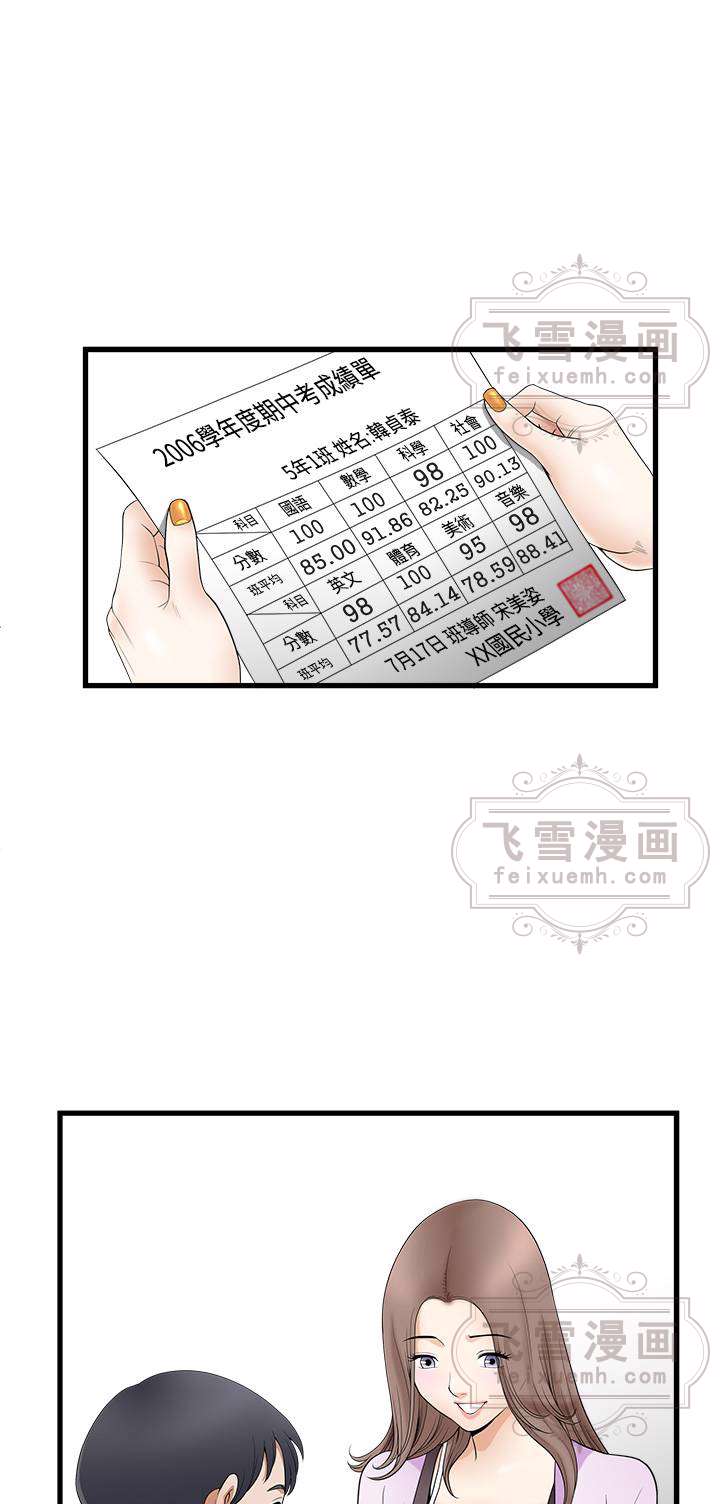 飞雪漫画
feixuemh.com
2006學年度期中考成績單
5年1班 姓名:韓貞泰
科目 國語 數學 科學 社會
分數 100 100 98 100
班平均 85.00 91.86 82.25 90.13
科目 英文 體育 美術 音樂
分數 98 100 95 98
班平均 77.57 84.14 78.59 88.41
7月17日 班導師 宋美姿
XX國民小學
飞雪漫画
feixuemh.com
飞雪漫画
feixuemh.com